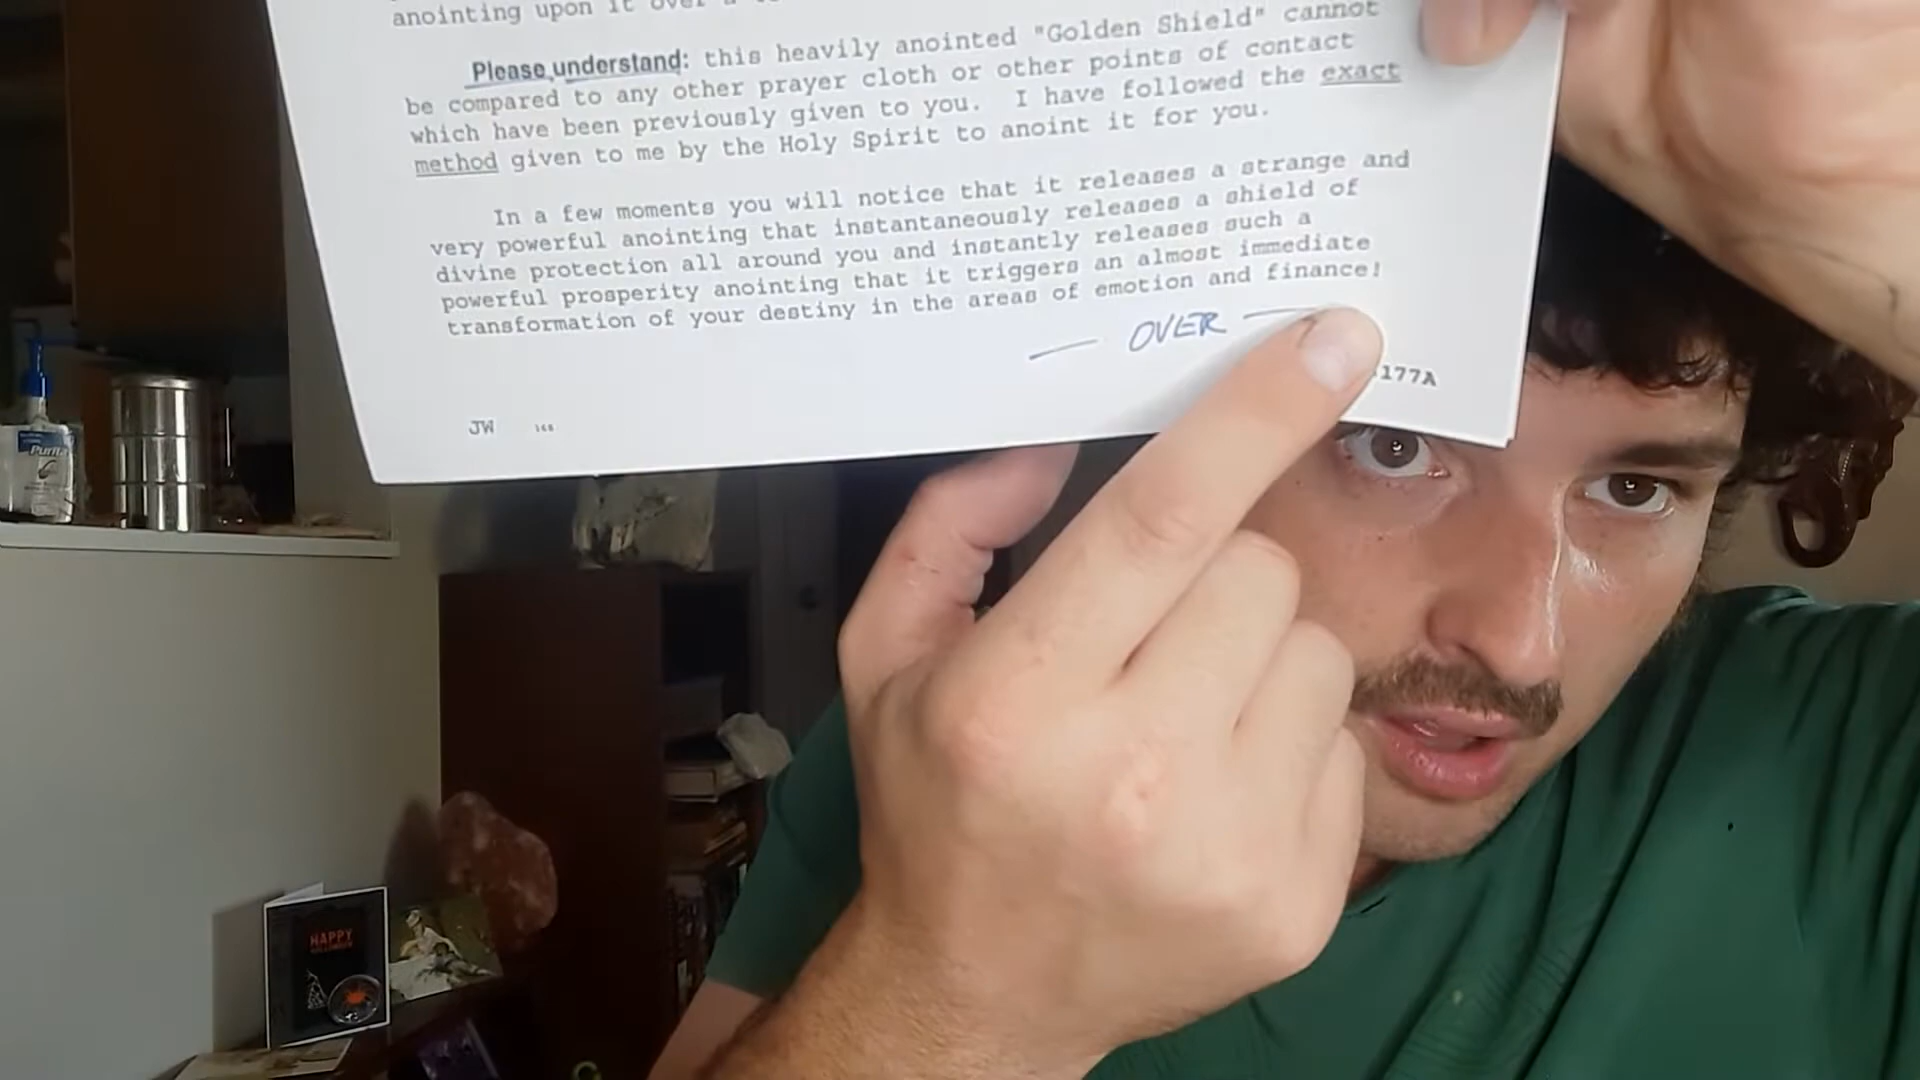 anointing upon it over a
Please understand: this heavily anointed "Golden Shield" cannot
be compared to any other prayer cloth or other points of contact
which have been previously given to you. I have followed the exact
method given to me by the Holy Spirit to anoint it for you.
In a few moments you will notice that it releases a strange and
very powerful anointing that instantaneously releases a shield of
divine protection all around you and instantly releases such a
powerful prosperity anointing that it triggers an almost immediate
transformation of your destiny in the areas of emotion and finance!
— OVER —
177A
JW
HAPPY
HALLOWEEN